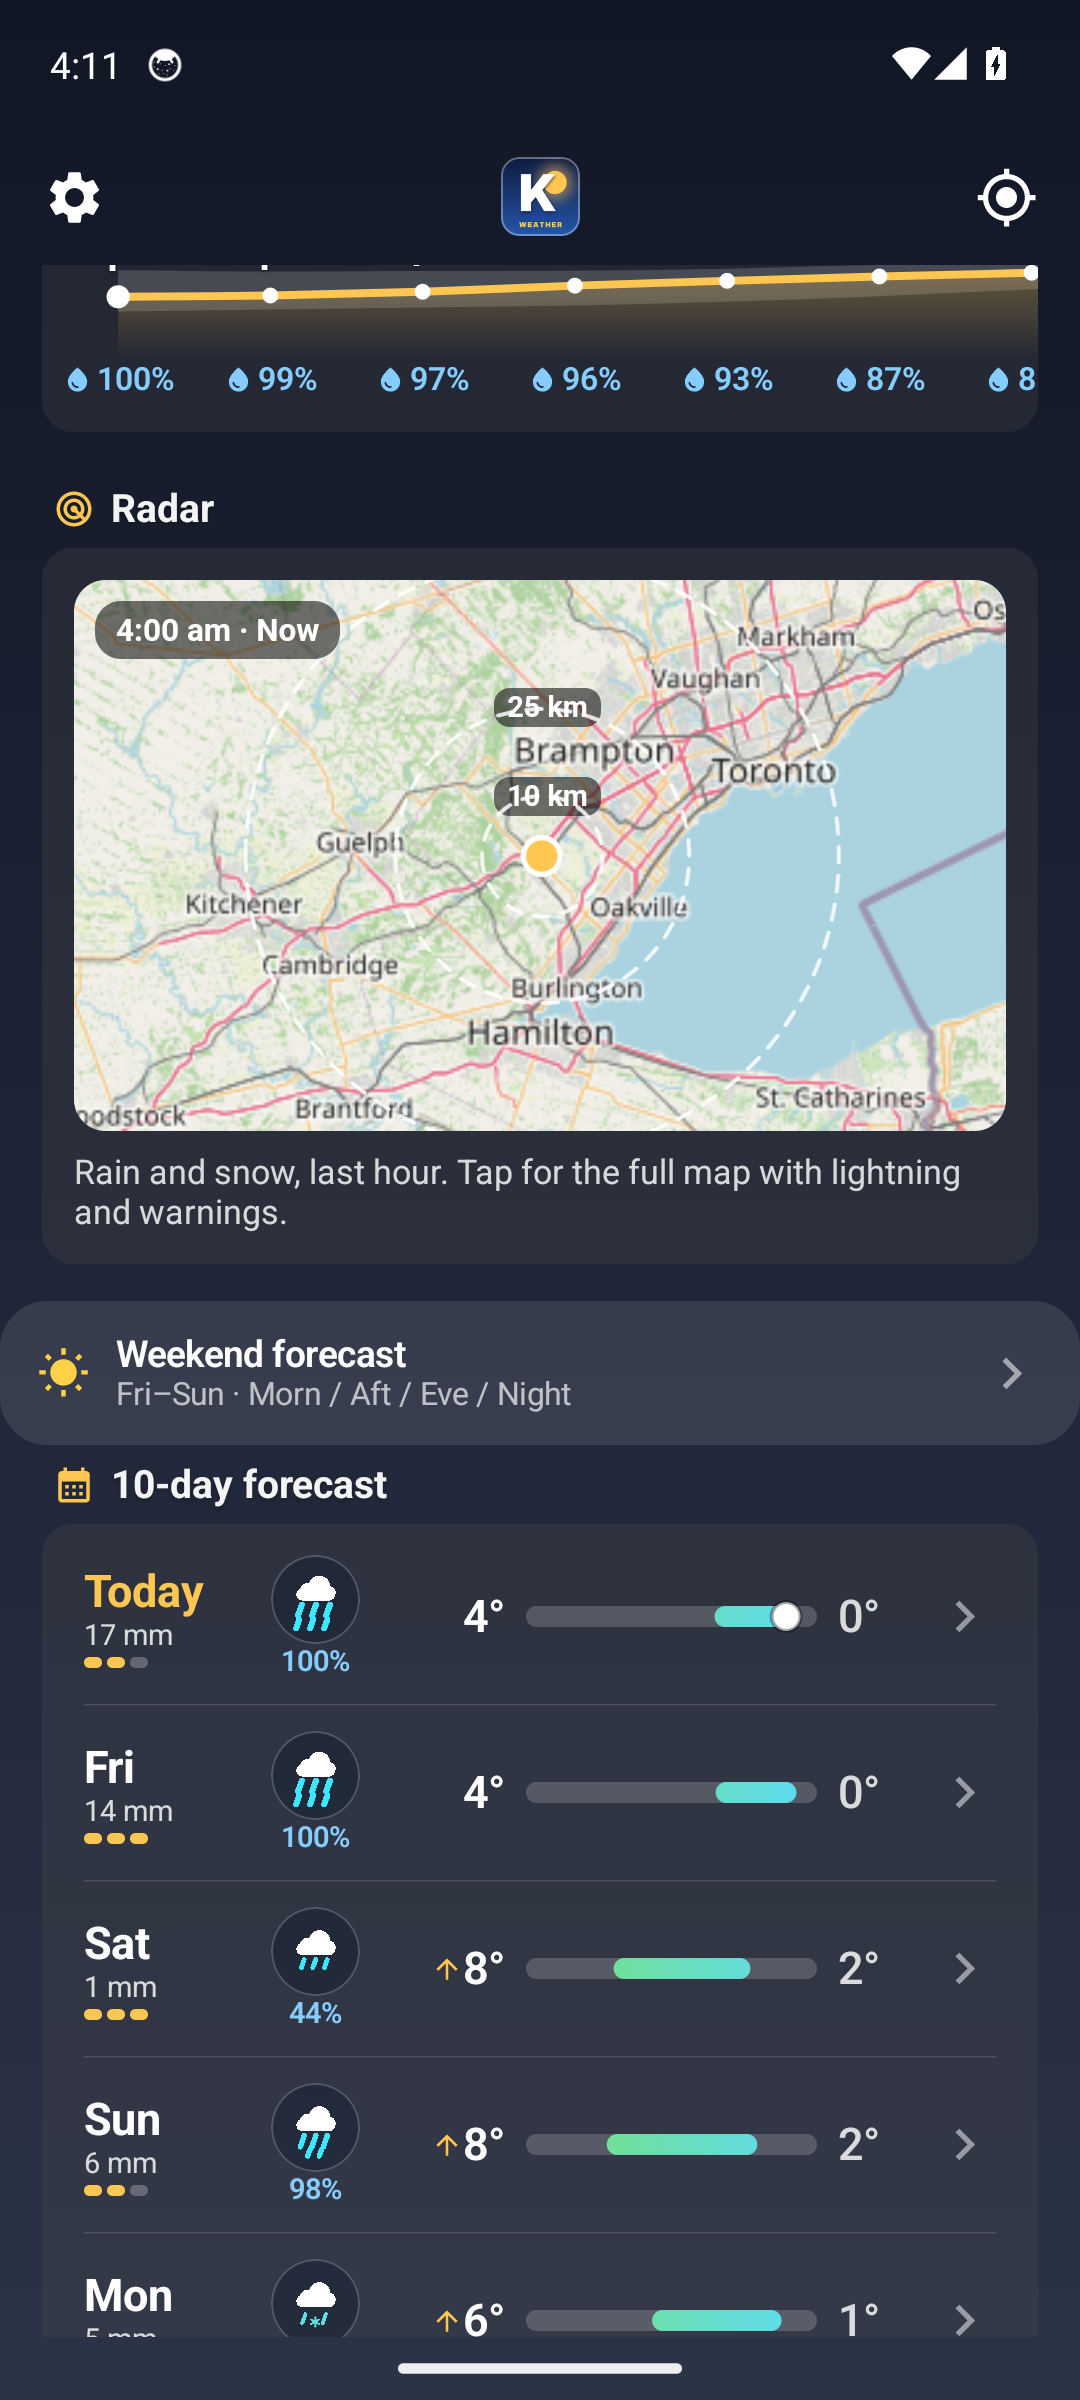 4:11
K
WEATHER
100% 99% 97% 96% 93% 87% 8
Radar
4:00 am · Now
Os
Markham
Vaughan
25 km
Brampton
Toronto
10 km
Guelph
Kitchener
Oakville
Cambridge
Burlington
Hamilton
St. Catharines
Brantford
oodstock
Rain and snow, last hour. Tap for the full map with lightning
and warnings.
Weekend forecast
Fri–Sun · Morn / Aft / Eve / Night
10-day forecast
Today
17 mm
100%
4° 0°
Fri
14 mm
100%
4° 0°
Sat
1 mm
44%
↑8° 2°
Sun
6 mm
98%
↑8° 2°
Mon
↑6° 1°